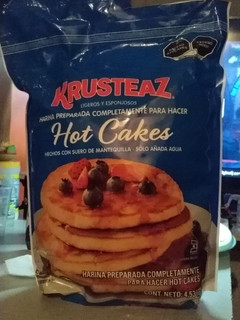 KRUSTEAZ.
LIGEROS Y ESPONJOSOS
HARINA PREPARADA COMPLETAMENTE PARA HACER
Hot Cakes
HECHOS CON SUERO DE MANTEQUILLA · SOLO AÑADA AGUA
HARINA PREPARADA COMPLETAMENTE
PARA HACER HOT CAKES
CONT. NETO: 4.53